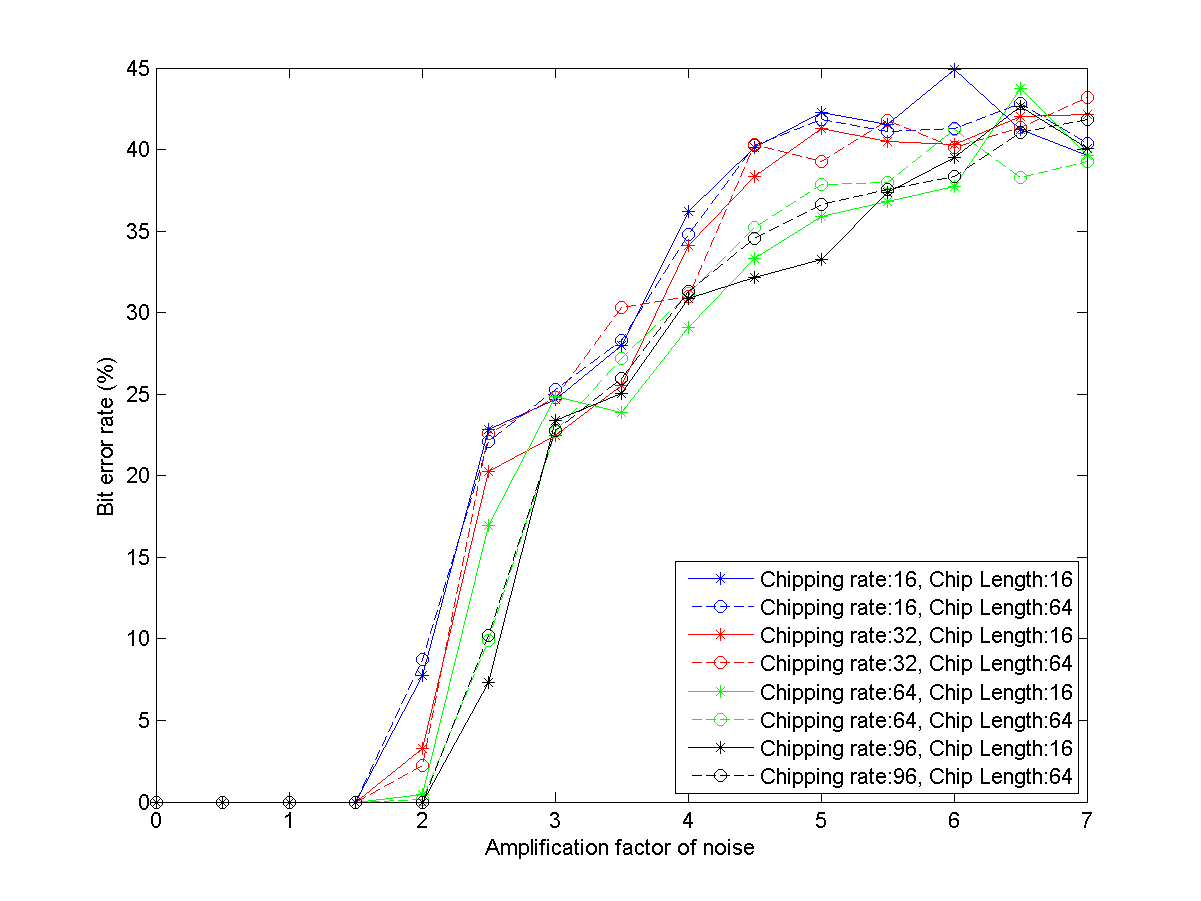 45
40
35
30
25
20
15
10
5
0
Bit error rate (%)
0 1 2 3 4 5 6 7
Amplification factor of noise
Chipping rate:16, Chip Length:16
Chipping rate:16, Chip Length:64
Chipping rate:32, Chip Length:16
Chipping rate:32, Chip Length:64
Chipping rate:64, Chip Length:16
Chipping rate:64, Chip Length:64
Chipping rate:96, Chip Length:16
Chipping rate:96, Chip Length:64